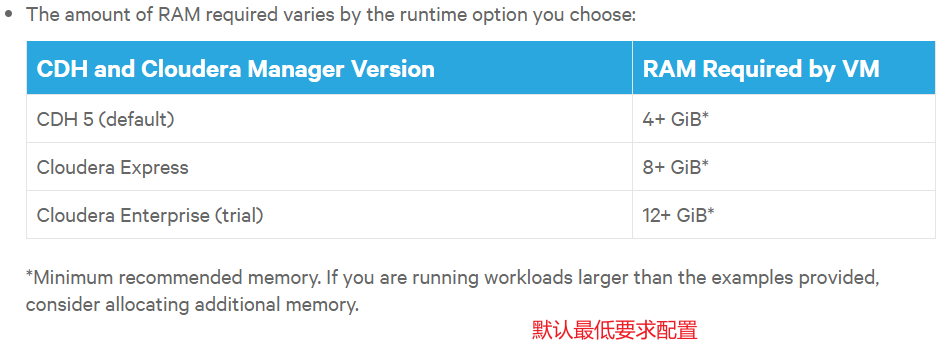 • The amount of RAM required varies by the runtime option you choose:
CDH and Cloudera Manager Version RAM Required by VM
CDH 5 (default) 4+ GiB*
Cloudera Express 8+ GiB*
Cloudera Enterprise (trial) 12+ GiB*
*Minimum recommended memory. If you are running workloads larger than the examples provided,
consider allocating additional memory.
默认最低要求配置